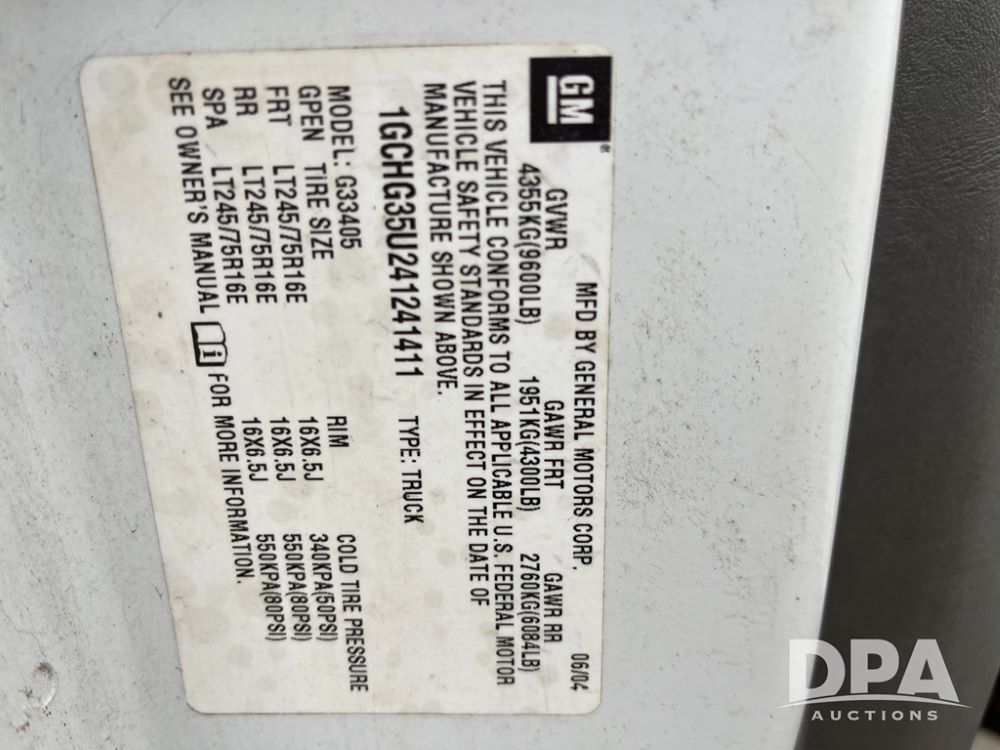 GM®
MFD BY GENERAL MOTORS CORP. 06/04
GVWR GAWR FRT GAWR RR
4355KG(9600LB) 1951KG(4300LB) 2760KG(6084LB)
THIS VEHICLE CONFORMS TO ALL APPLICABLE U.S. FEDERAL MOTOR
VEHICLE SAFETY STANDARDS IN EFFECT ON THE DATE OF
MANUFACTURE SHOWN ABOVE.
1GCHG35U241241411 TYPE: TRUCK
MODEL: G33405
GPEN TIRE SIZE RIM COLD TIRE PRESSURE
FRT LT245/75R16E 16X6.5J 340KPA(50PSI)
RR LT245/75R16E 16X6.5J 550KPA(80PSI)
SPA LT245/75R16E 16X6.5J 550KPA(80PSI)
SEE OWNER'S MANUAL i FOR MORE INFORMATION.
DPA
AUCTIONS